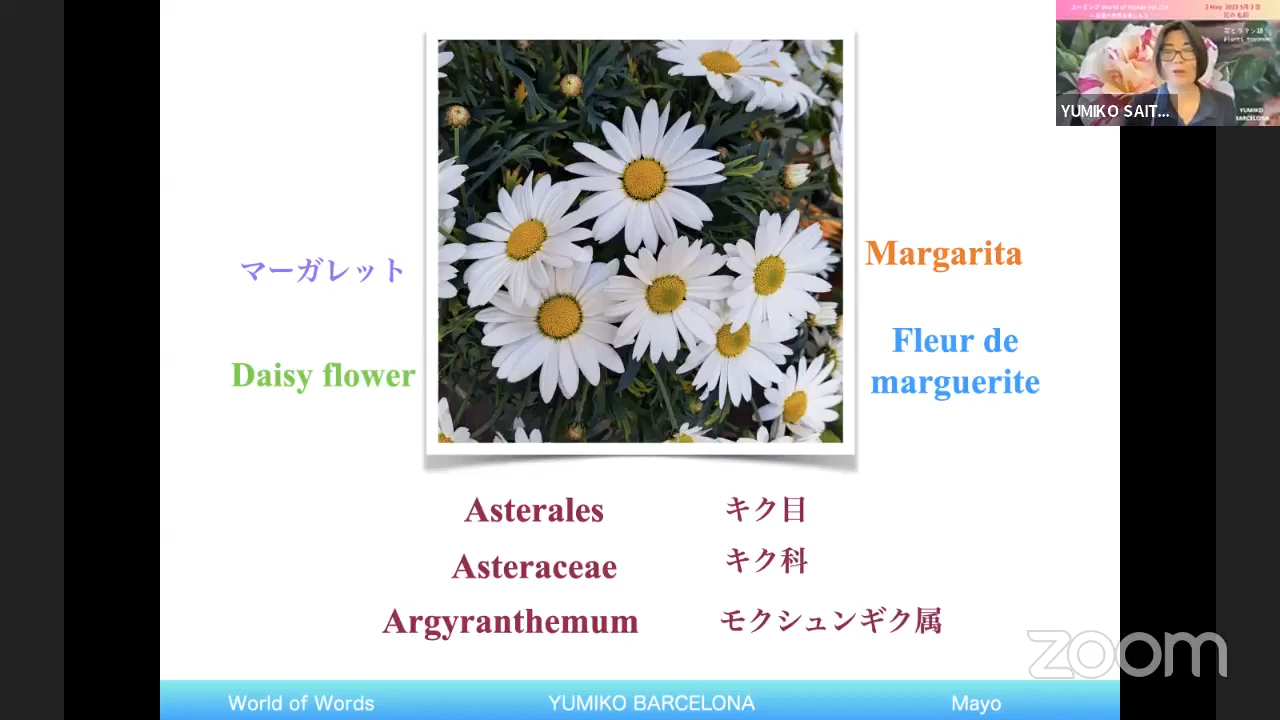 マーガレット
Daisy flower
Margarita
Fleur de
marguerite
Asterales
キク目
Asteraceae
キク科
Argyranthemum
モクシュンギク属
World of Words
YUMIKO BARCELONA
Mayo
zoom
YUMIKO SAIT...
YUMIKO
BARCELONA